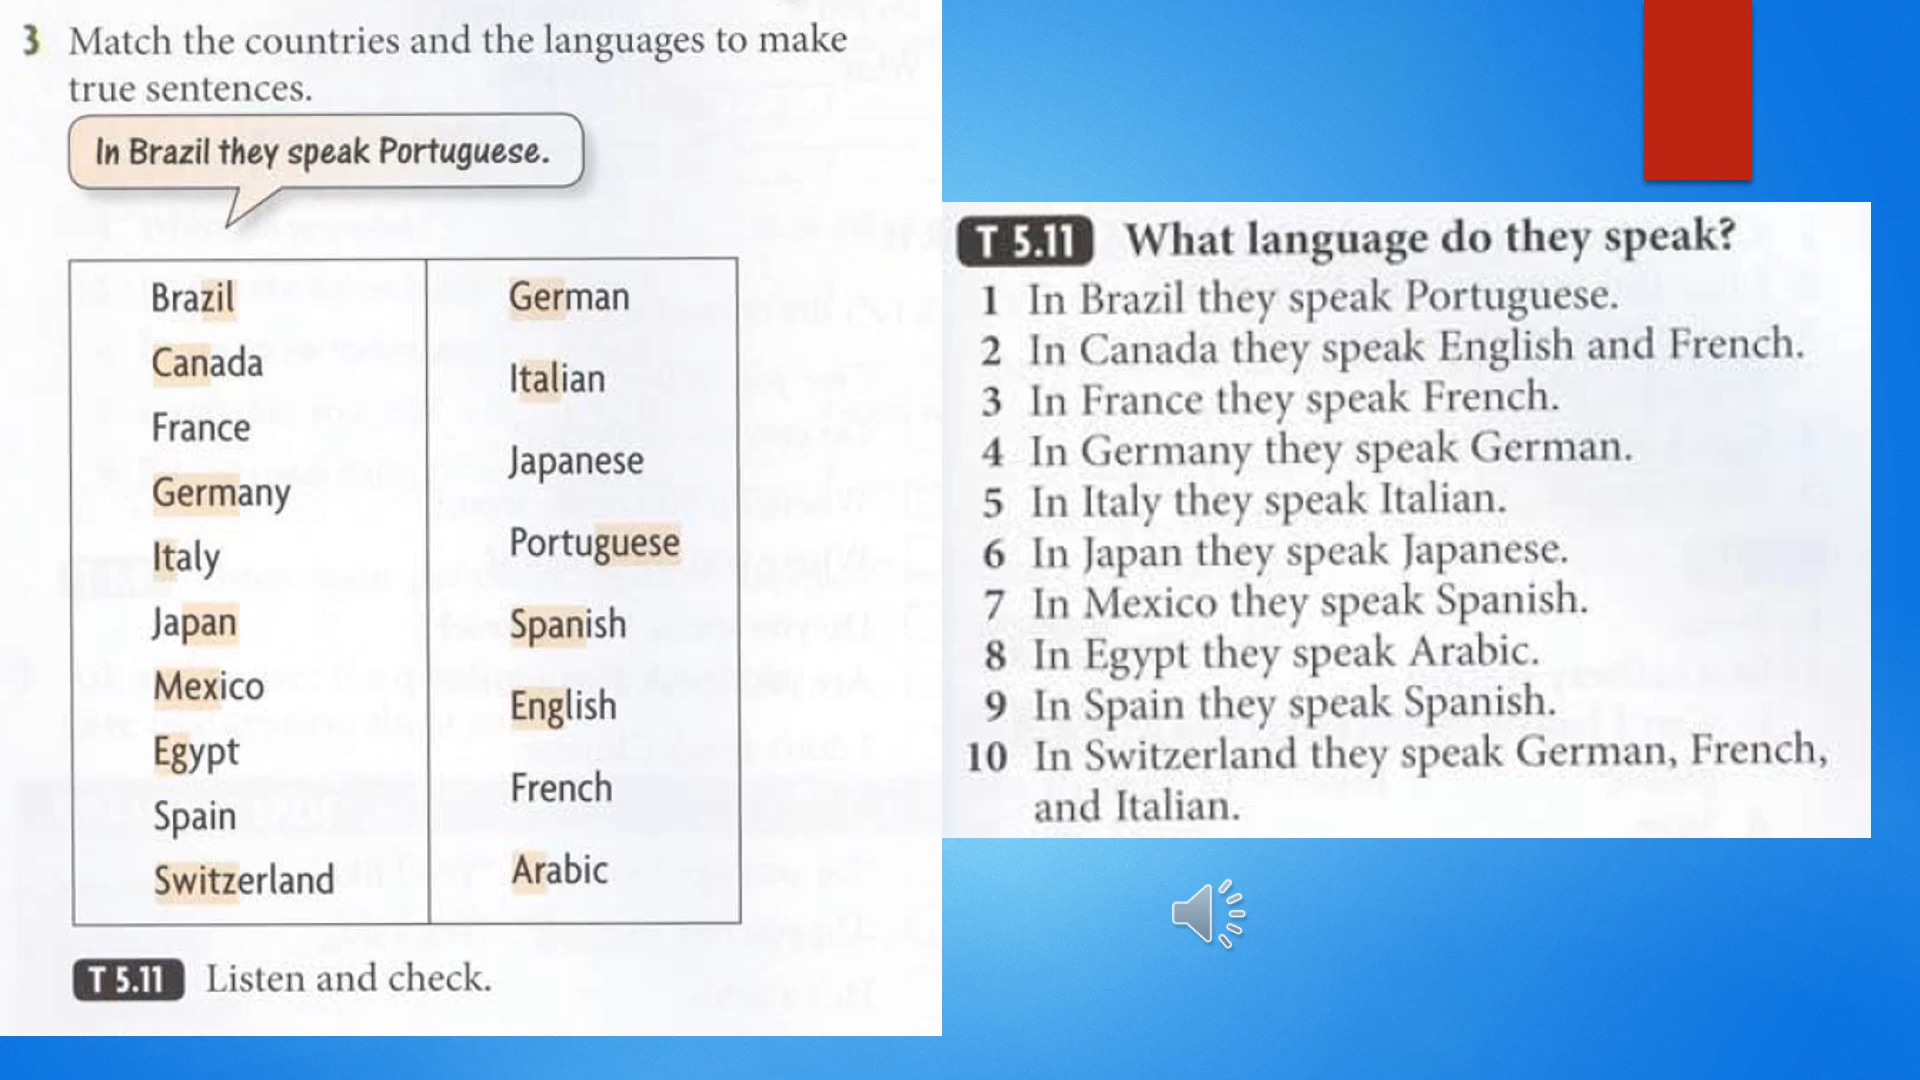 3 Match the countries and the languages to make
true sentences.
In Brazil they speak Portuguese.
Brazil
Canada
France
Germany
Italy
Japan
Mexico
Egypt
Spain
Switzerland
German
Italian
Japanese
Portuguese
Spanish
English
French
Arabic
T 5.11 Listen and check.
T 5.11 What language do they speak?
1 In Brazil they speak Portuguese.
2 In Canada they speak English and French.
3 In France they speak French.
4 In Germany they speak German.
5 In Italy they speak Italian.
6 In Japan they speak Japanese.
7 In Mexico they speak Spanish.
8 In Egypt they speak Arabic.
9 In Spain they speak Spanish.
10 In Switzerland they speak German, French,
and Italian.